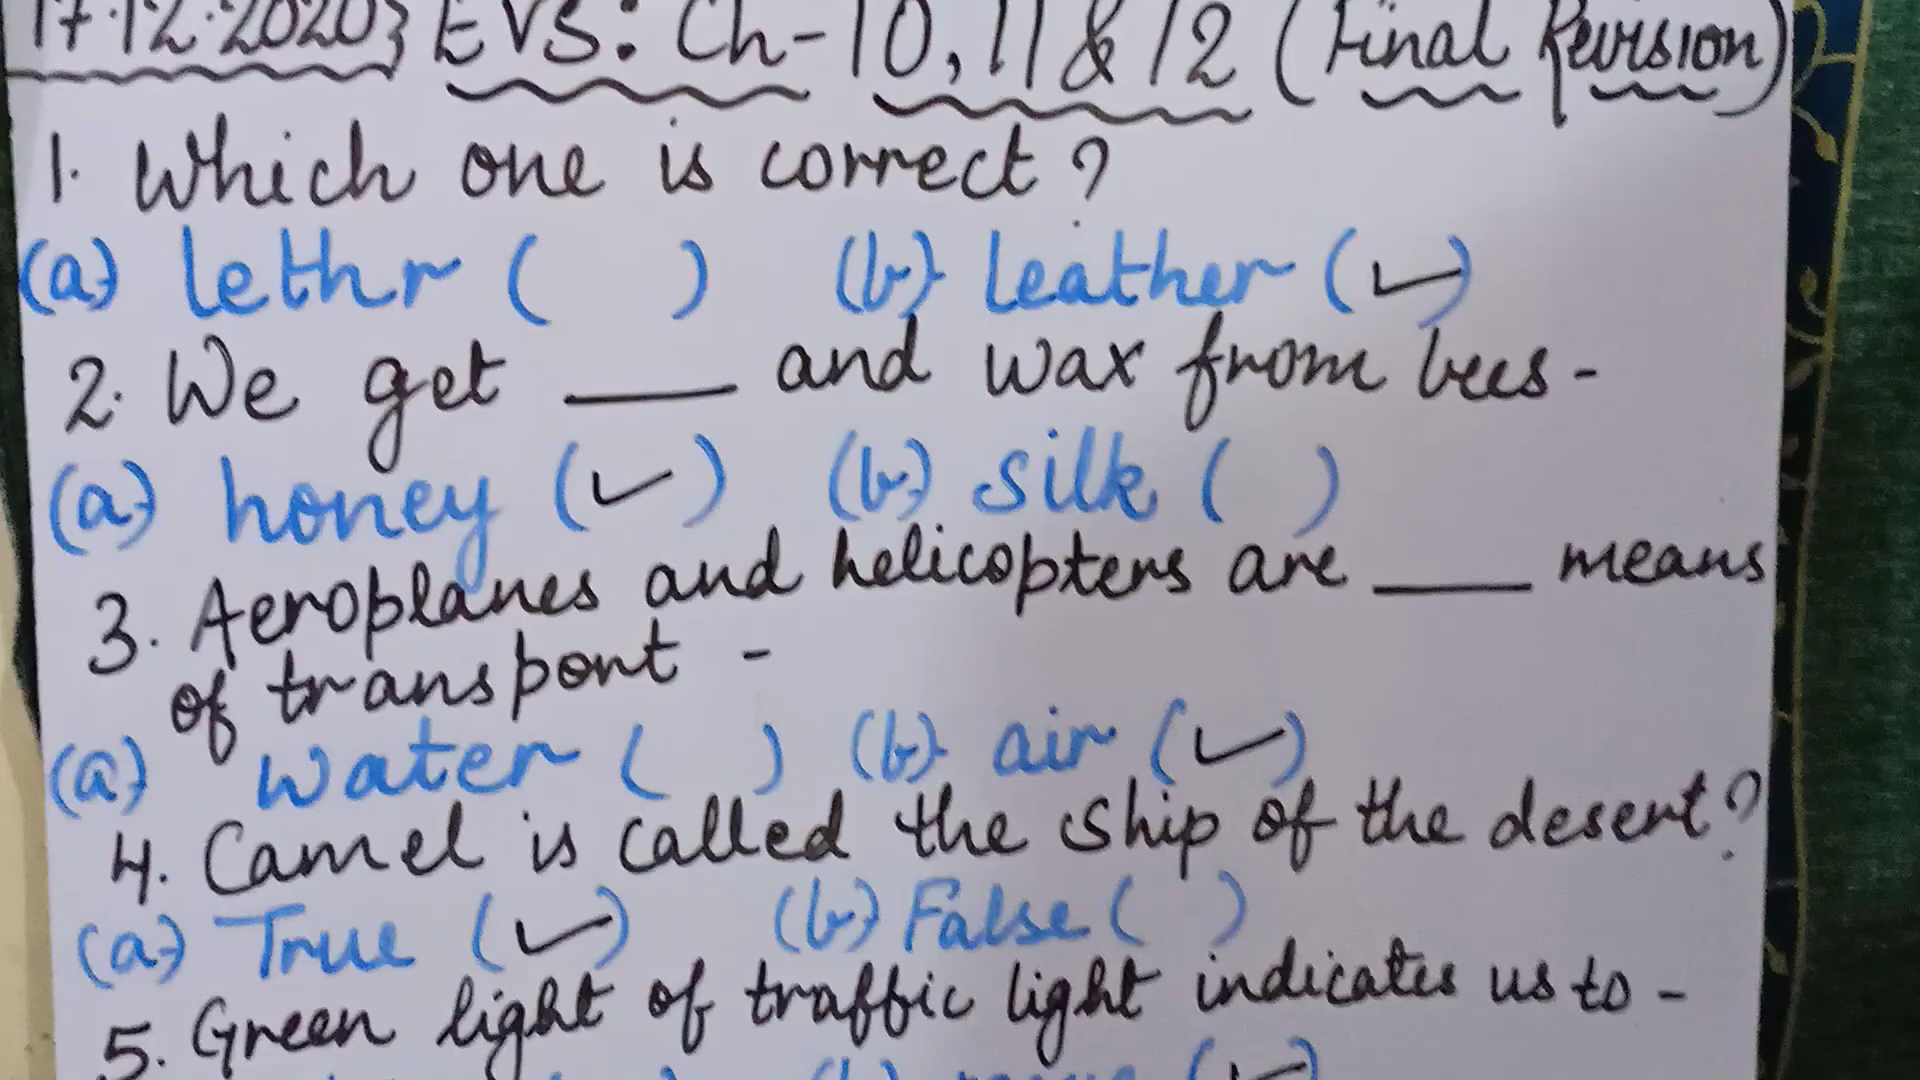 17.12.2020} EVS: Ch-10,11 & 12 (Final Revision)
1. Which one is correct?
(a) lethr ( ) (b) leather (✓)
2. We get ____ and wax from bees -
(a) honey (✓) (b) silk ( )
3. Aeroplanes and helicopters are ____ means
of transport -
(a) water ( ) (b) air (✓)
4. Camel is called the ship of the desert?
(a) True (✓) (b) False ( )
5. Green light of traffic light indicates us to -